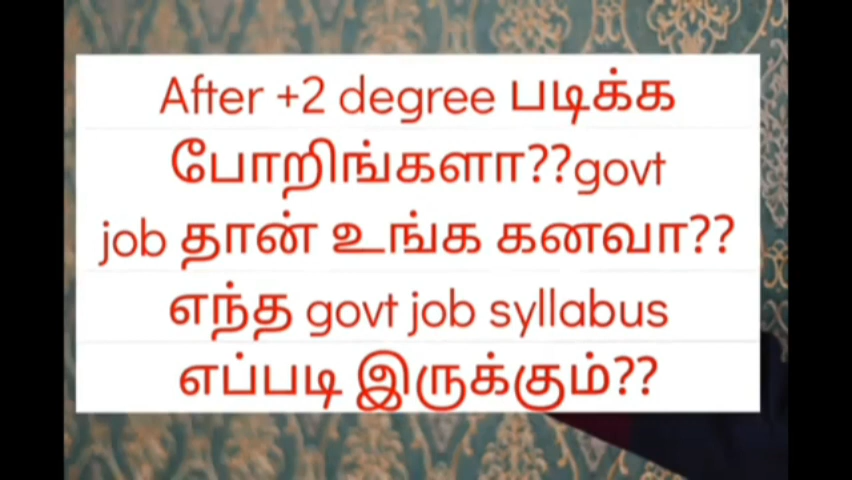 After +2 degree படிக்க
போறிங்களா??govt
job தான் உங்க கனவா??
எந்த govt job syllabus
எப்படி இருக்கும்??